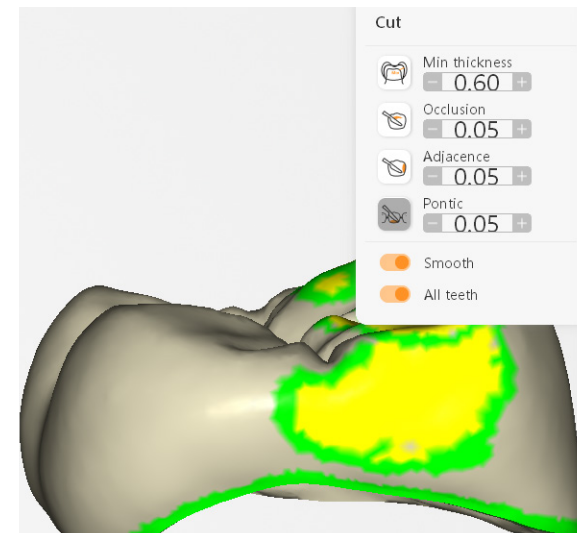 Cut
Min thickness
0.60
Occlusion
0.05
Adjacence
0.05
Pontic
0.05
Smooth
All teeth